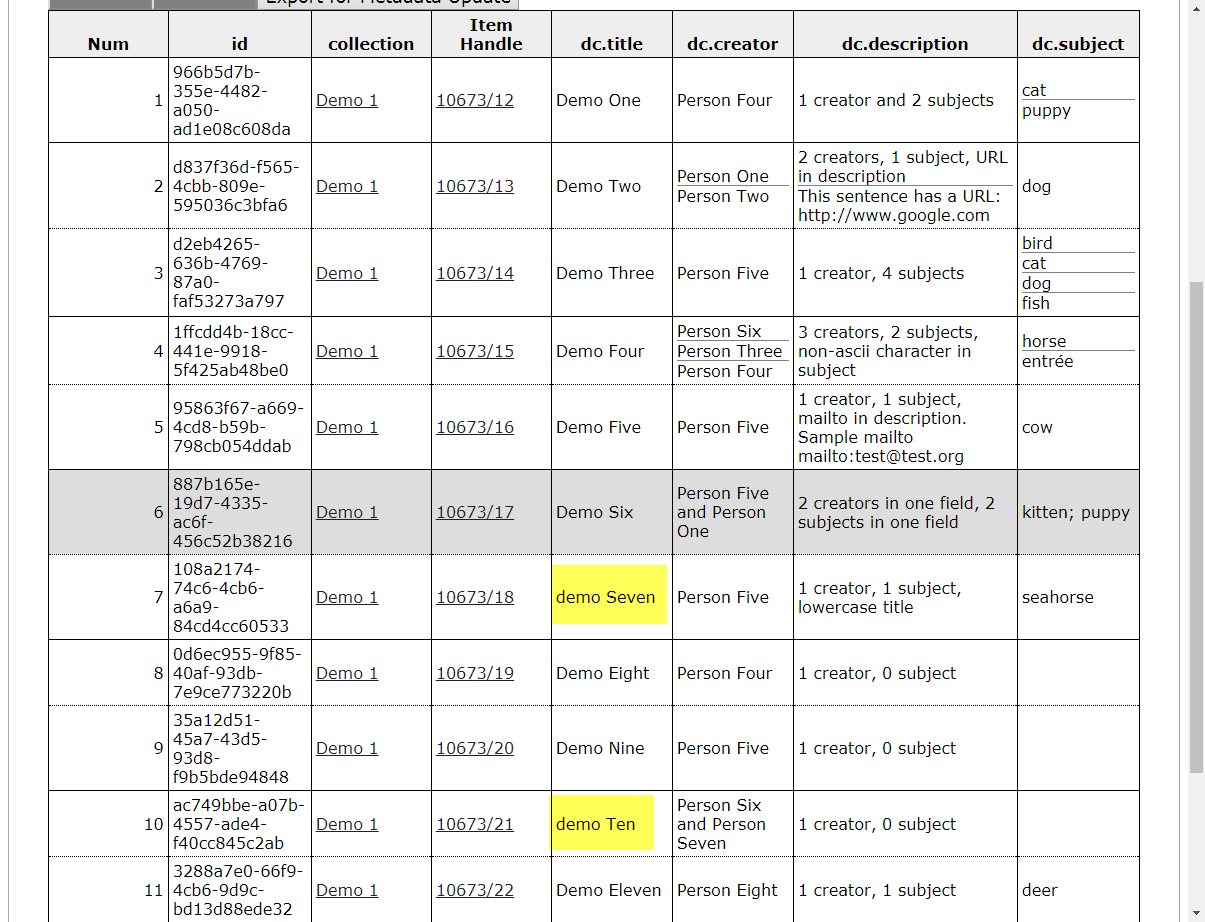 Export for Metadata Update
Num id collection Item Handle dc.title dc.creator dc.description dc.subject
1 966b5d7b-355e-4482-a050-ad1e08c608da Demo 1 10673/12 Demo One Person Four 1 creator and 2 subjects cat puppy
2 d837f36d-f565-4cbb-809e-595036c3bfa6 Demo 1 10673/13 Demo Two Person One Person Two 2 creators, 1 subject, URL in description This sentence has a URL: http://www.google.com dog
3 d2eb4265-636b-4769-87a0-faf53273a797 Demo 1 10673/14 Demo Three Person Five 1 creator, 4 subjects bird cat dog fish
4 1ffcdd4b-18cc-441e-9918-5f425ab48be0 Demo 1 10673/15 Demo Four Person Six Person Three Person Four 3 creators, 2 subjects, non-ascii character in subject horse entrée
5 95863f67-a669-4cd8-b59b-798cb054ddab Demo 1 10673/16 Demo Five Person Five 1 creator, 1 subject, mailto in description. Sample mailto mailto:test@test.org cow
6 887b165e-19d7-4335-ac6f-456c52b38216 Demo 1 10673/17 Demo Six Person Five and Person One 2 creators in one field, 2 subjects in one field kitten; puppy
7 108a2174-74c6-4cb6-a6a9-84cd4cc60533 Demo 1 10673/18 demo Seven Person Five 1 creator, 1 subject, lowercase title seahorse
8 0d6ec955-9f85-40af-93db-7e9ce773220b Demo 1 10673/19 Demo Eight Person Four 1 creator, 0 subject
9 35a12d51-45a7-43d5-93d8-f9b5bde94848 Demo 1 10673/20 Demo Nine Person Five 1 creator, 0 subject
10 ac749bbe-a07b-4557-ade4-f40cc845c2ab Demo 1 10673/21 demo Ten Person Six and Person Seven 1 creator, 0 subject
11 3288a7e0-66f9-4cb6-9d9c-bd13d88ede32 Demo 1 10673/22 Demo Eleven Person Eight 1 creator, 1 subject deer